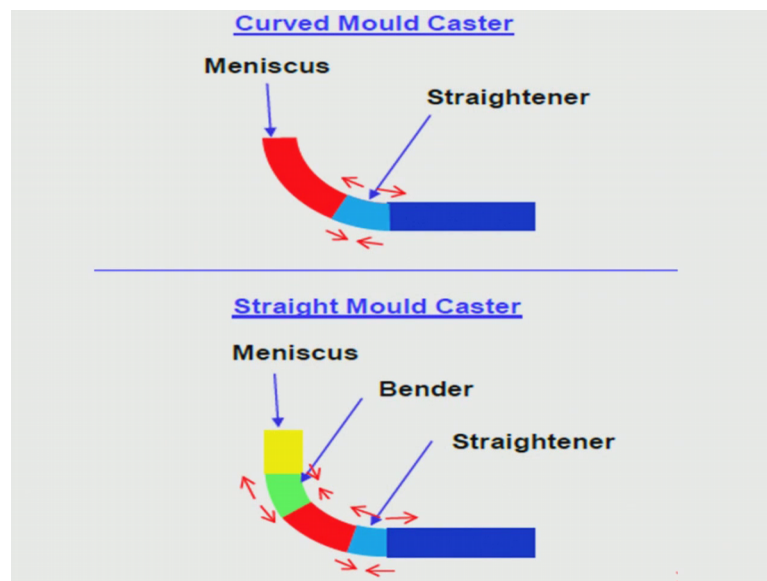 Curved Mould Caster
Meniscus
Straightener
Straight Mould Caster
Meniscus
Bender
Straightener